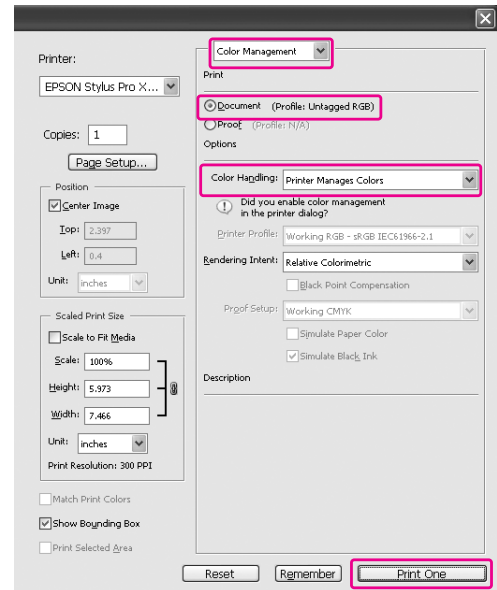 Printer:
EPSON Stylus Pro X...
Copies: 1
Page Setup...
Position
Center Image
Top: 2.397
Left: 0.4
Unit: inches
Scaled Print Size
Scale to Fit Media
Scale: 100%
Height: 5.973
Width: 7.466
Unit: inches
Print Resolution: 300 PPI
Match Print Colors
Show Bounding Box
Print Selected Area
Color Management
Print
Document (Profile: Untagged RGB)
Proof (Profile: N/A)
Options
Color Handling: Printer Manages Colors
Did you enable color management
in the printer dialog?
Printer Profile: Working RGB - sRGB IEC61966-2.1
Rendering Intent: Relative Colorimetric
Black Point Compensation
Proof Setup: Working CMYK
Simulate Paper Color
Simulate Black Ink
Description
Reset Remember Print One